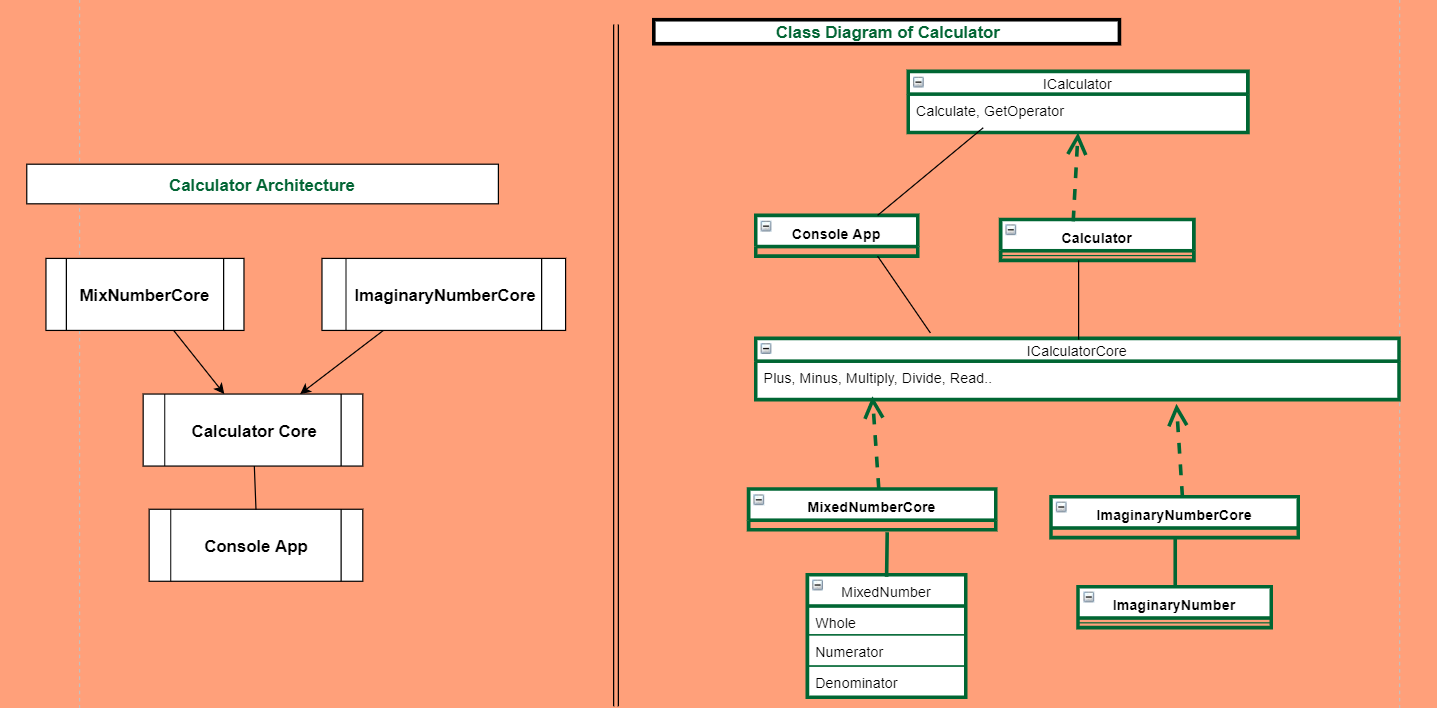 Calculator Architecture
MixNumberCore
ImaginaryNumberCore
Calculator Core
Console App
Class Diagram of Calculator
ICalculator
Calculate, GetOperator
Console App
Calculator
ICalculatorCore
Plus, Minus, Multiply, Divide, Read..
MixedNumberCore
ImaginaryNumberCore
MixedNumber
Whole
Numerator
Denominator
ImaginaryNumber